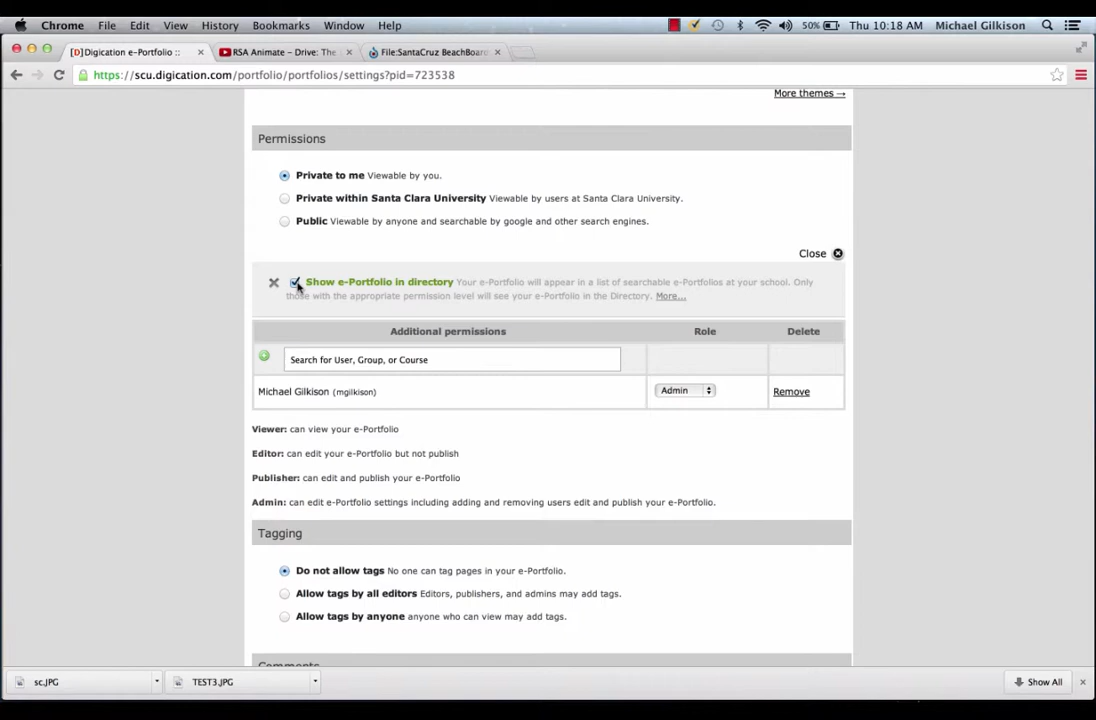 Chrome File Edit View History Bookmarks Window Help 50% Thu 10:18 AM Michael Gilkison
[D]Digication e-Portfolio :: × RSA Animate – Drive: The × File:SantaCruz BeachBoard ×
https://scu.digication.com/portfolio/portfolios/settings?pid=723538
More themes →
Permissions
Private to me Viewable by you.
Private within Santa Clara University Viewable by users at Santa Clara University.
Public Viewable by anyone and searchable by google and other search engines.
Close
Show e-Portfolio in directory Your e-Portfolio will appear in a list of searchable e-Portfolios at your school. Only
those with the appropriate permission level will see your e-Portfolio in the Directory. More...
Additional permissions Role Delete
Search for User, Group, or Course
Michael Gilkison (mgilkison) Admin Remove
Viewer: can view your e-Portfolio
Editor: can edit your e-Portfolio but not publish
Publisher: can edit and publish your e-Portfolio
Admin: can edit e-Portfolio settings including adding and removing users edit and publish your e-Portfolio.
Tagging
Do not allow tags No one can tag pages in your e-Portfolio.
Allow tags by all editors Editors, publishers, and admins may add tags.
Allow tags by anyone anyone who can view may add tags.
Comments
sc.JPG TEST3.JPG Show All